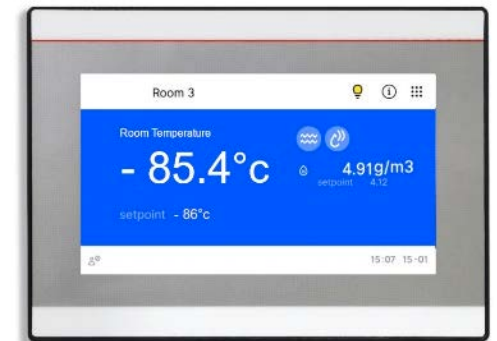 Room 3
Room Temperature
- 85.4°c
4.91g/m3
setpoint 4.12
setpoint - 86°c
15:07 15-01